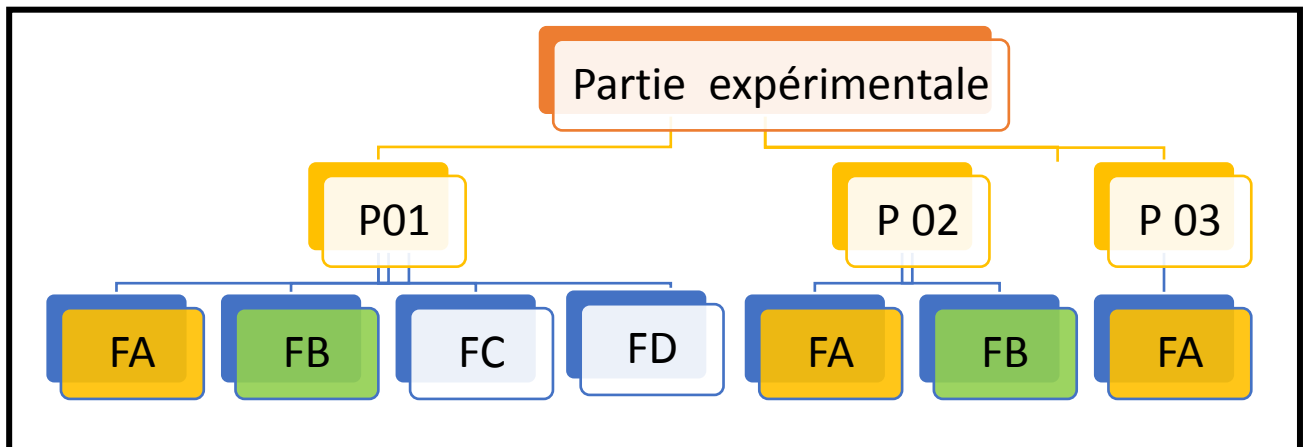 Partie expérimentale
P01
P 02
P 03
FA
FB
FC
FD
FA
FB
FA